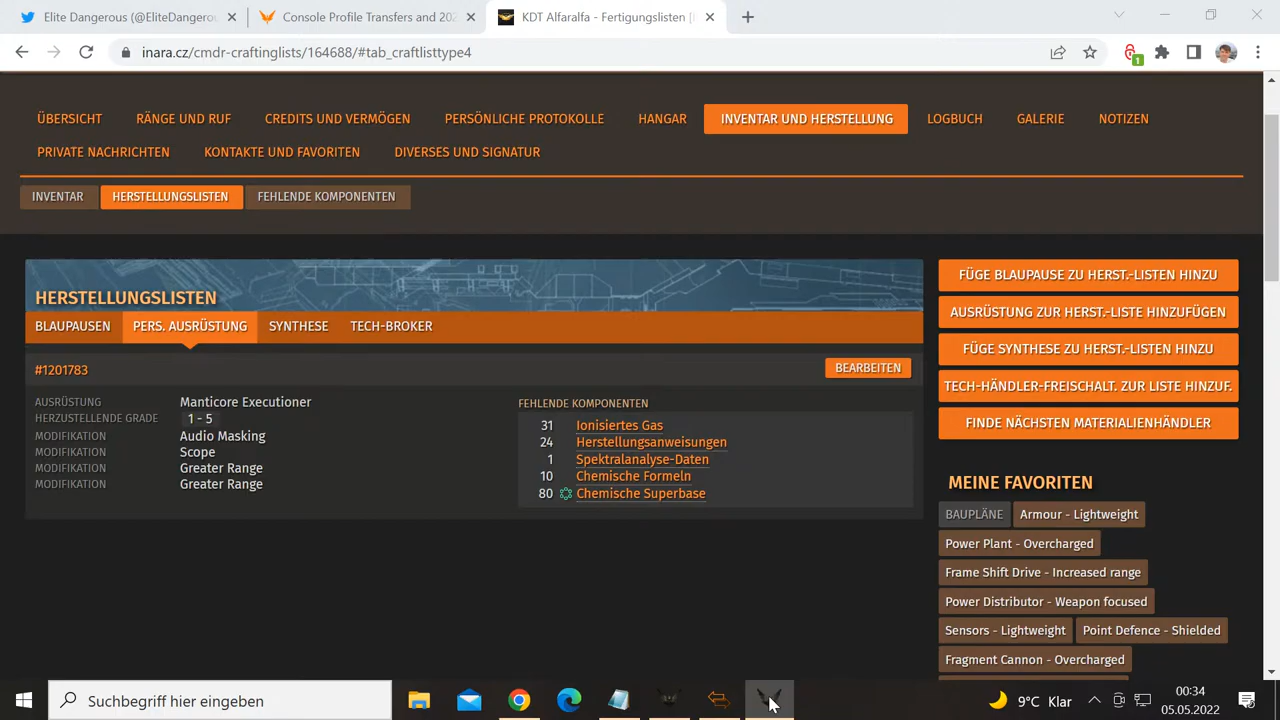 Elite Dangerous (@EliteDangerou
Console Profile Transfers and 202
KDT Alfaralfa - Fertigungslisten [
inara.cz/cmdr-craftinglists/164688/#tab_craftlisttype4
1
ÜBERSICHT RÄNGE UND RUF CREDITS UND VERMÖGEN PERSÖNLICHE PROTOKOLLE HANGAR INVENTAR UND HERSTELLUNG LOGBUCH GALERIE NOTIZEN
PRIVATE NACHRICHTEN KONTAKTE UND FAVORITEN DIVERSES UND SIGNATUR
INVENTAR HERSTELLUNGSLISTEN FEHLENDE KOMPONENTEN
HERSTELLUNGSLISTEN
BLAUPAUSEN PERS. AUSRÜSTUNG SYNTHESE TECH-BROKER
#1201783 BEARBEITEN
AUSRÜSTUNG Manticore Executioner
HERZUSTELLENDE GRADE 1 - 5
MODIFIKATION Audio Masking
MODIFIKATION Scope
MODIFIKATION Greater Range
MODIFIKATION Greater Range
FEHLENDE KOMPONENTEN
31 Ionisiertes Gas
24 Herstellungsanweisungen
1 Spektralanalyse-Daten
10 Chemische Formeln
80 Chemische Superbase
FÜGE BLAUPAUSE ZU HERST.-LISTEN HINZU
AUSRÜSTUNG ZUR HERST.-LISTE HINZUFÜGEN
FÜGE SYNTHESE ZU HERST.-LISTEN HINZU
TECH-HÄNDLER-FREISCHALT. ZUR LISTE HINZUF.
FINDE NÄCHSTEN MATERIALIENHÄNDLER
MEINE FAVORITEN
BAUPLÄNE Armour - Lightweight
Power Plant - Overcharged
Frame Shift Drive - Increased range
Power Distributor - Weapon focused
Sensors - Lightweight Point Defence - Shielded
Fragment Cannon - Overcharged
Suchbegriff hier eingeben
9°C Klar
00:34
05.05.2022